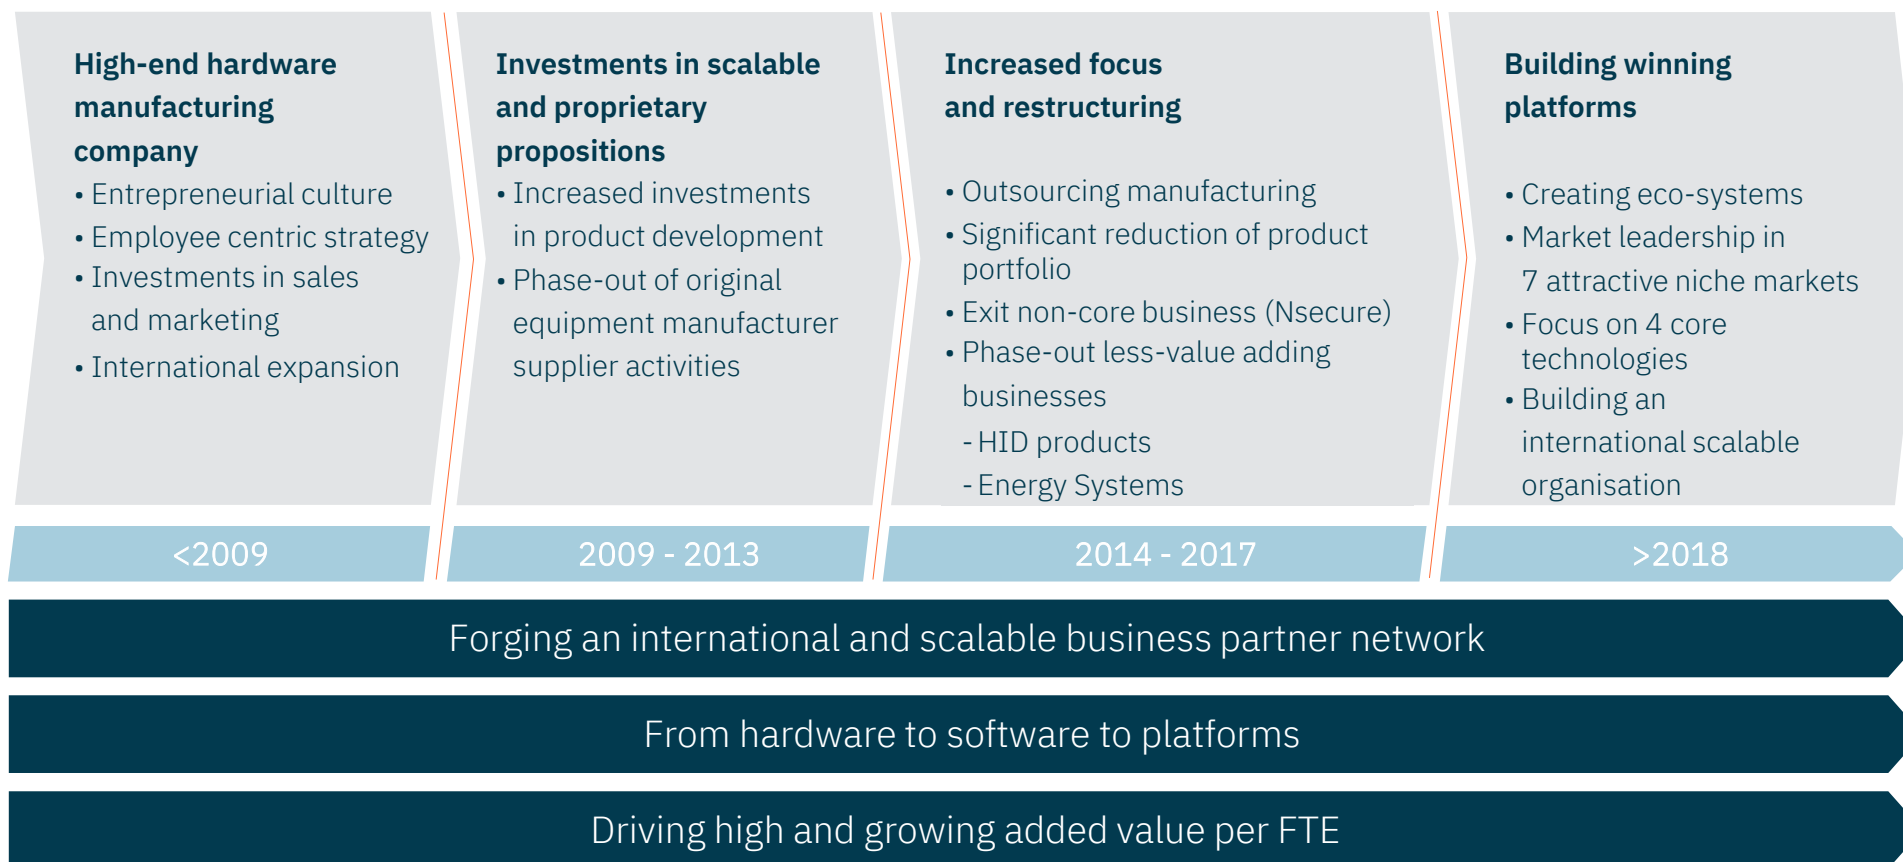 High-end hardware
manufacturing
company
• Entrepreneurial culture
• Employee centric strategy
• Investments in sales
and marketing
• International expansion
Investments in scalable
and proprietary
propositions
• Increased investments
in product development
• Phase-out of original
equipment manufacturer
supplier activities
Increased focus
and restructuring
• Outsourcing manufacturing
• Significant reduction of product
portfolio
• Exit non-core business (Nsecure)
• Phase-out less-value adding
businesses
- HID products
- Energy Systems
Building winning
platforms
• Creating eco-systems
• Market leadership in
7 attractive niche markets
• Focus on 4 core
technologies
• Building an
international scalable
organisation
<2009
2009 - 2013
2014 - 2017
>2018
Forging an international and scalable business partner network
From hardware to software to platforms
Driving high and growing added value per FTE